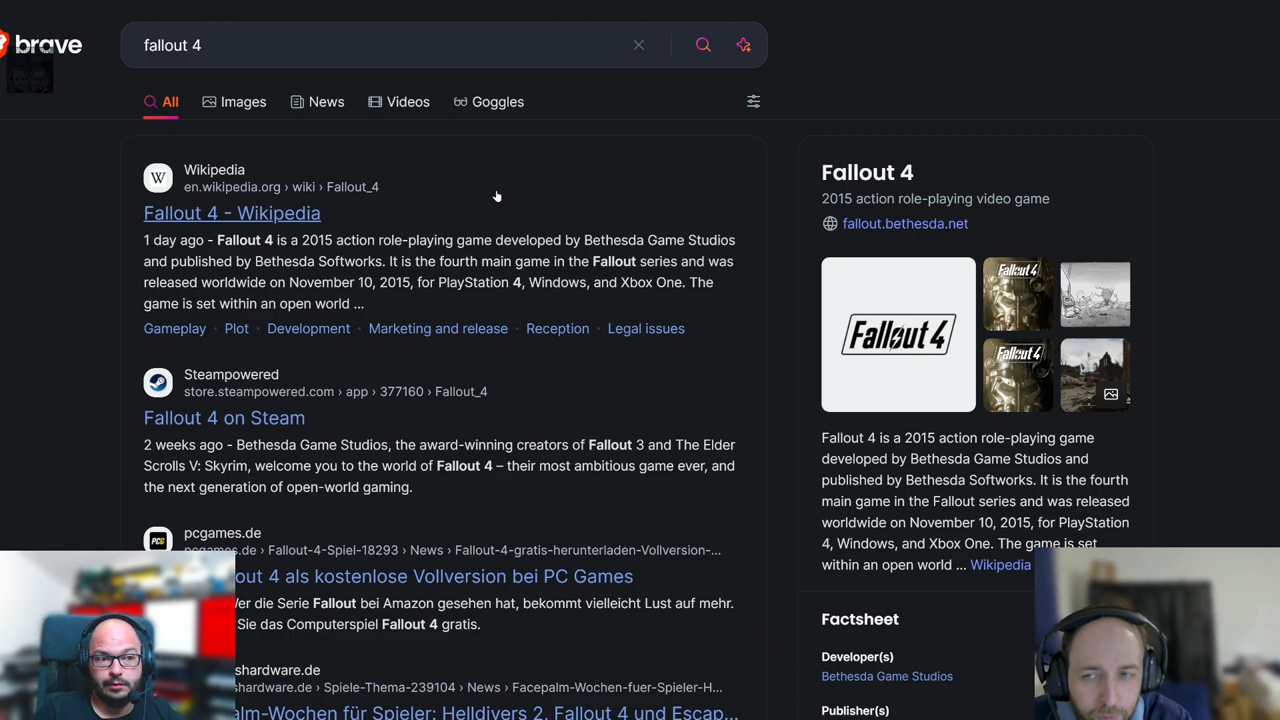 brave
fallout 4
All
Images
News
Videos
Goggles
W
Wikipedia
en.wikipedia.org › wiki › Fallout_4
Fallout 4 - Wikipedia
1 day ago - Fallout 4 is a 2015 action role-playing game developed by Bethesda Game Studios
and published by Bethesda Softworks. It is the fourth main game in the Fallout series and was
released worldwide on November 10, 2015, for PlayStation 4, Windows, and Xbox One. The
game is set within an open world ...
Gameplay · Plot · Development · Marketing and release · Reception · Legal issues
Steampowered
store.steampowered.com › app › 377160 › Fallout_4
Fallout 4 on Steam
2 weeks ago - Bethesda Game Studios, the award-winning creators of Fallout 3 and The Elder
Scrolls V: Skyrim, welcome you to the world of Fallout 4 – their most ambitious game ever, and
the next generation of open-world gaming.
PCG
pcgames.de
pcgames.de › Fallout-4-Spiel-18293 › News › Fallout-4-gratis-herunterladen-Vollversion-...
out 4 als kostenlose Vollversion bei PC Games
er die Serie Fallout bei Amazon gesehen hat, bekommt vielleicht Lust auf mehr.
Sie das Computerspiel Fallout 4 gratis.
shardware.de
shardware.de › Spiele-Thema-239104 › News › Facepalm-Wochen-fuer-Spieler-H...
alm-Wochen für Spieler: Helldivers 2, Fallout 4 und Escap...
Fallout 4
2015 action role-playing video game
fallout.bethesda.net
Fallout 4
Fallout 4
Fallout 4
Fallout 4 is a 2015 action role-playing game
developed by Bethesda Game Studios and
published by Bethesda Softworks. It is the fourth
main game in the Fallout series and was released
worldwide on November 10, 2015, for PlayStation
4, Windows, and Xbox One. The game is set
within an open world ... Wikipedia
Factsheet
Developer(s)
Bethesda Game Studios
Publisher(s)